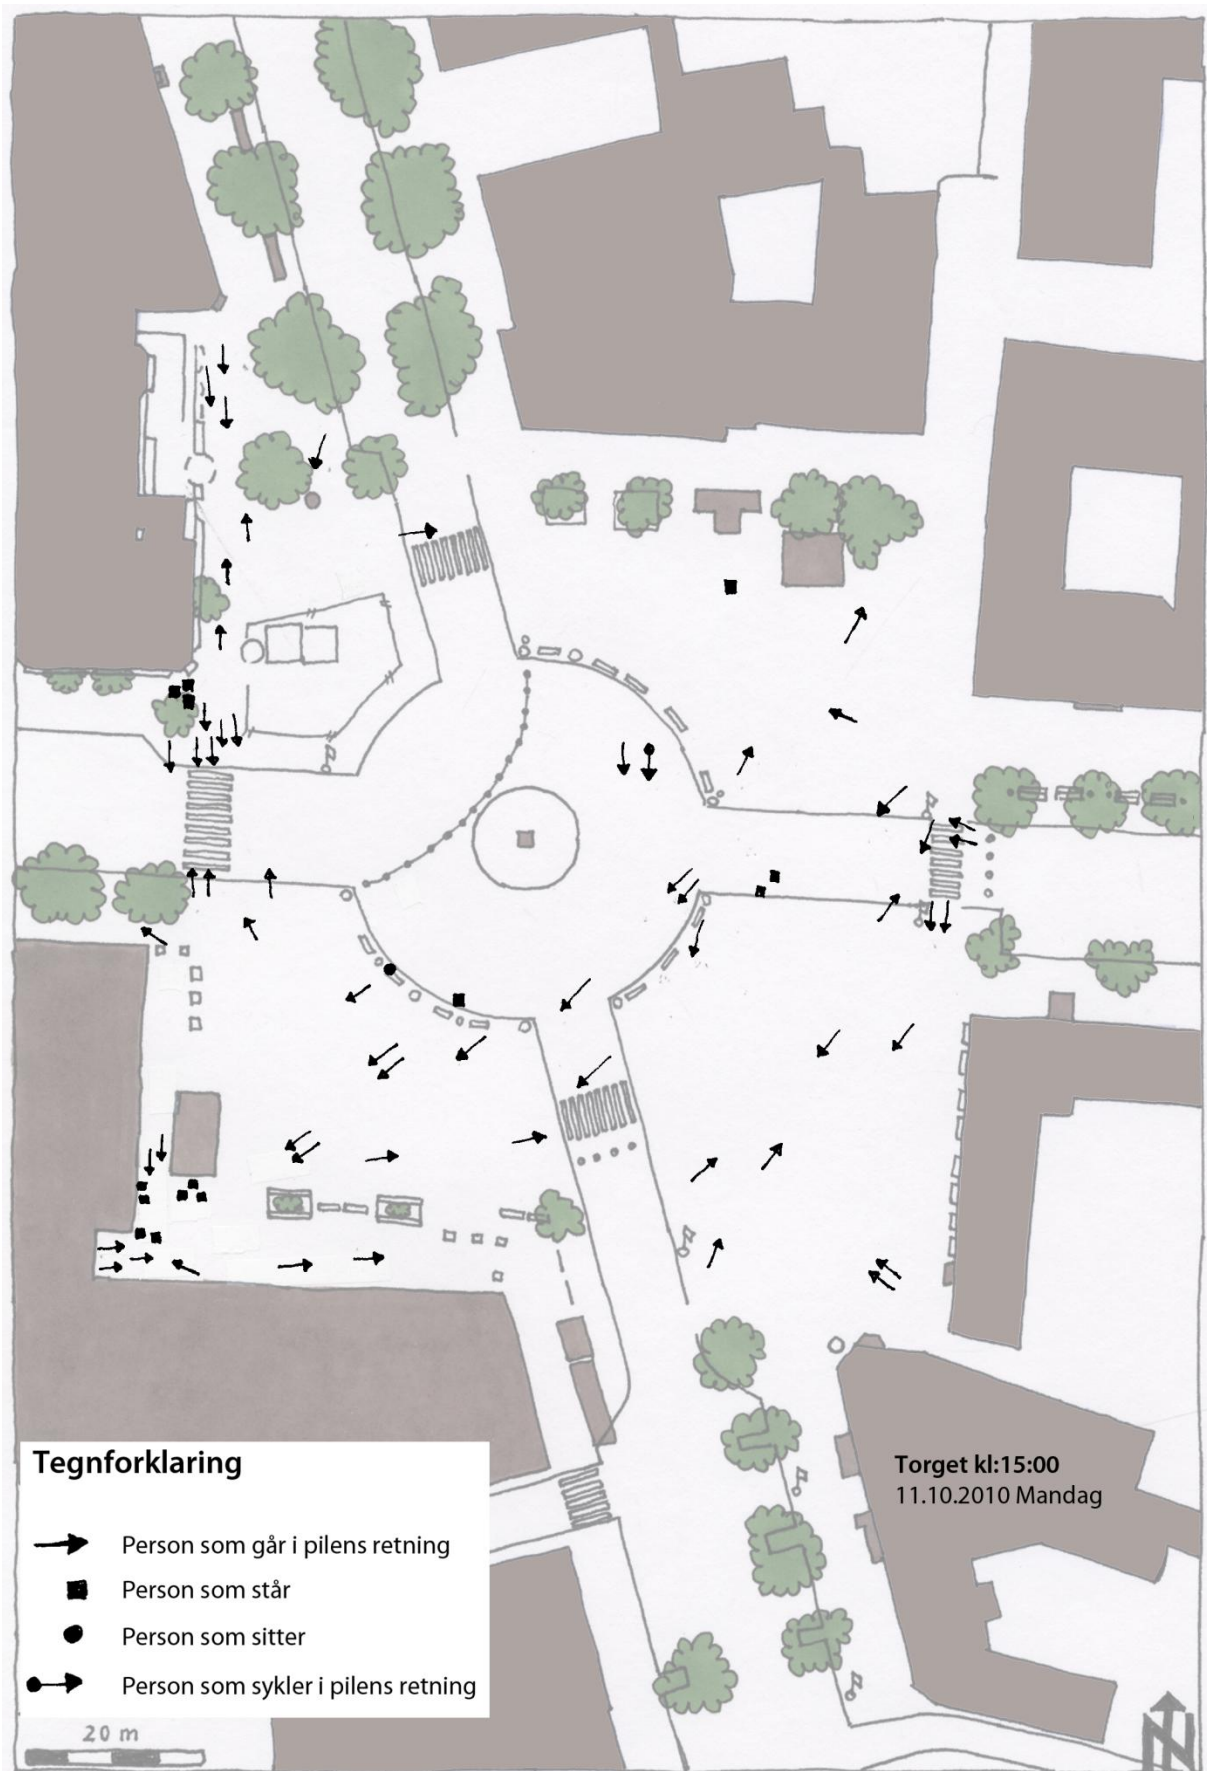 Tegnforklaring
Torget kl:15:00
11.10.2010 Mandag
Person som går i pilens retning
Person som står
Person som sitter
Person som sykler i pilens retning
20 m
N